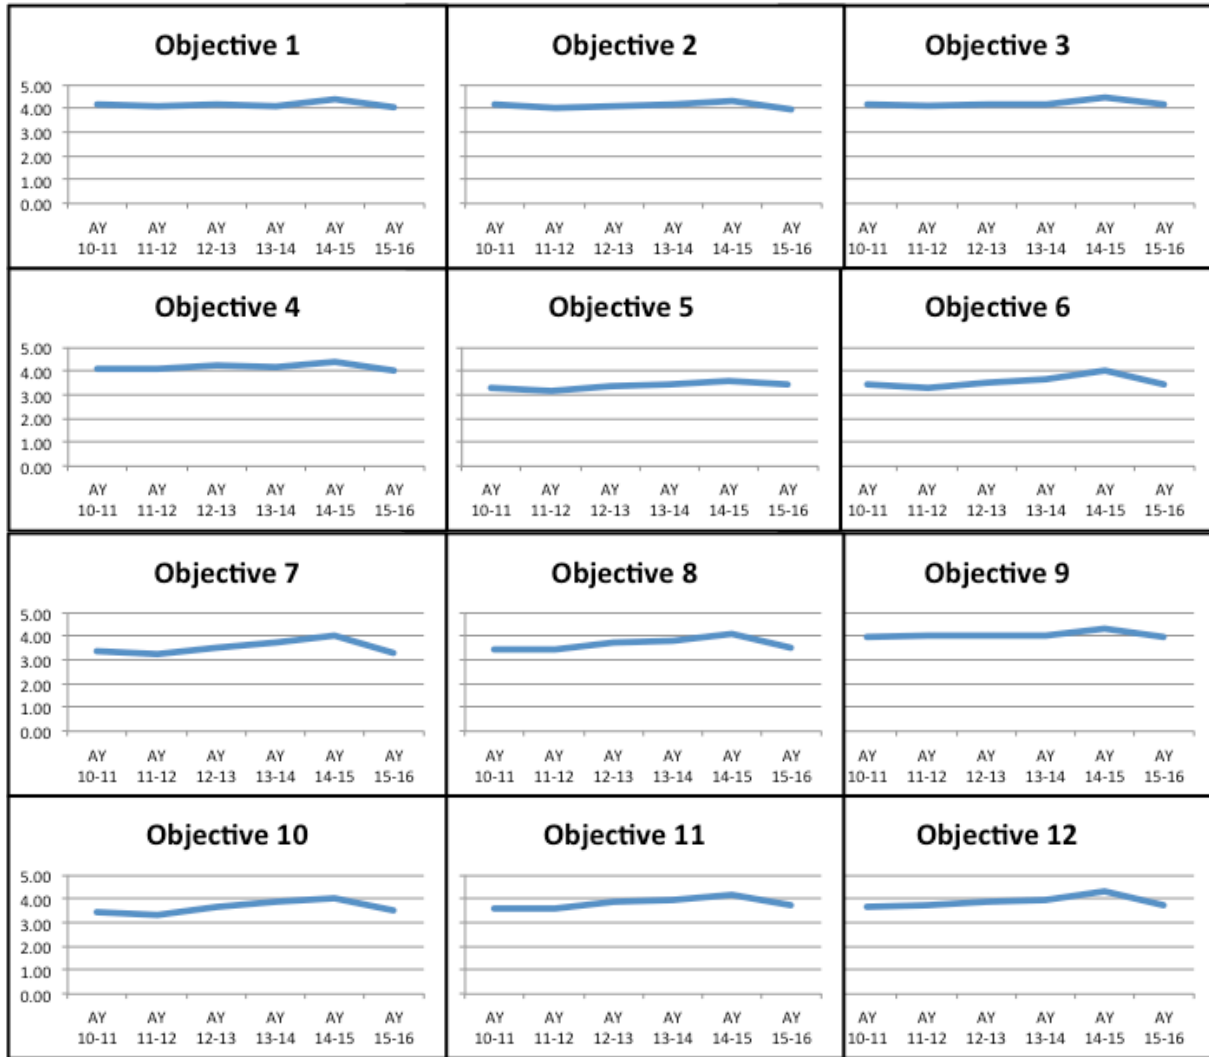 Objective 1
5.00
4.00
3.00
2.00
1.00
0.00
AY AY AY AY AY AY
10-11 11-12 12-13 13-14 14-15 15-16
Objective 2
AY AY AY AY AY AY
10-11 11-12 12-13 13-14 14-15 15-16
Objective 3
AY AY AY AY AY AY
10-11 11-12 12-13 13-14 14-15 15-16
Objective 4
5.00
4.00
3.00
2.00
1.00
0.00
AY AY AY AY AY AY
10-11 11-12 12-13 13-14 14-15 15-16
Objective 5
AY AY AY AY AY AY
10-11 11-12 12-13 13-14 14-15 15-16
Objective 6
AY AY AY AY AY AY
10-11 11-12 12-13 13-14 14-15 15-16
Objective 7
5.00
4.00
3.00
2.00
1.00
0.00
AY AY AY AY AY AY
10-11 11-12 12-13 13-14 14-15 15-16
Objective 8
AY AY AY AY AY AY
10-11 11-12 12-13 13-14 14-15 15-16
Objective 9
AY AY AY AY AY AY
10-11 11-12 12-13 13-14 14-15 15-16
Objective 10
5.00
4.00
3.00
2.00
1.00
0.00
AY AY AY AY AY AY
10-11 11-12 12-13 13-14 14-15 15-16
Objective 11
AY AY AY AY AY AY
10-11 11-12 12-13 13-14 14-15 15-16
Objective 12
AY AY AY AY AY AY
10-11 11-12 12-13 13-14 14-15 15-16